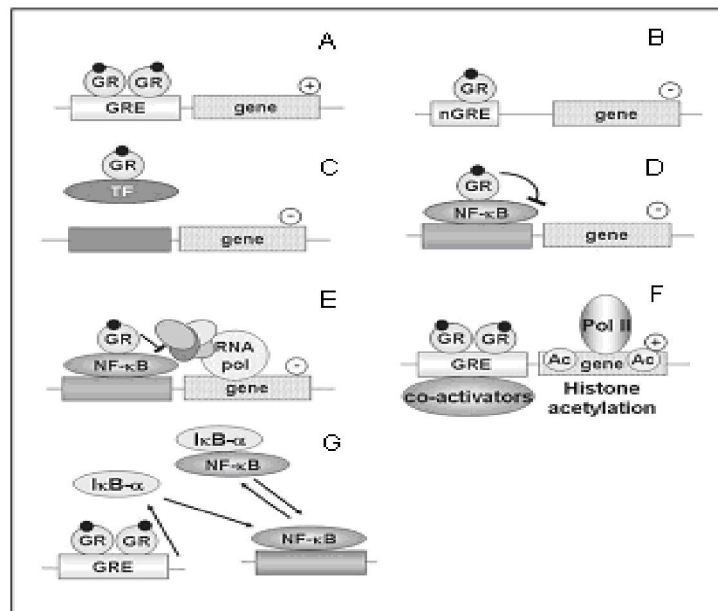 A
GR GR +
GRE gene
B
GR -
nGRE gene
C
GR
TF
-
gene
D
GR
NF-κB -
gene
E
GR
NF-κB RNA
pol -
gene
F
Pol II
GR GR +
GRE Ac gene Ac
co-activators Histone
acetylation
G
IκB-α
NF-κB
IκB-α
GR GR NF-κB
GRE